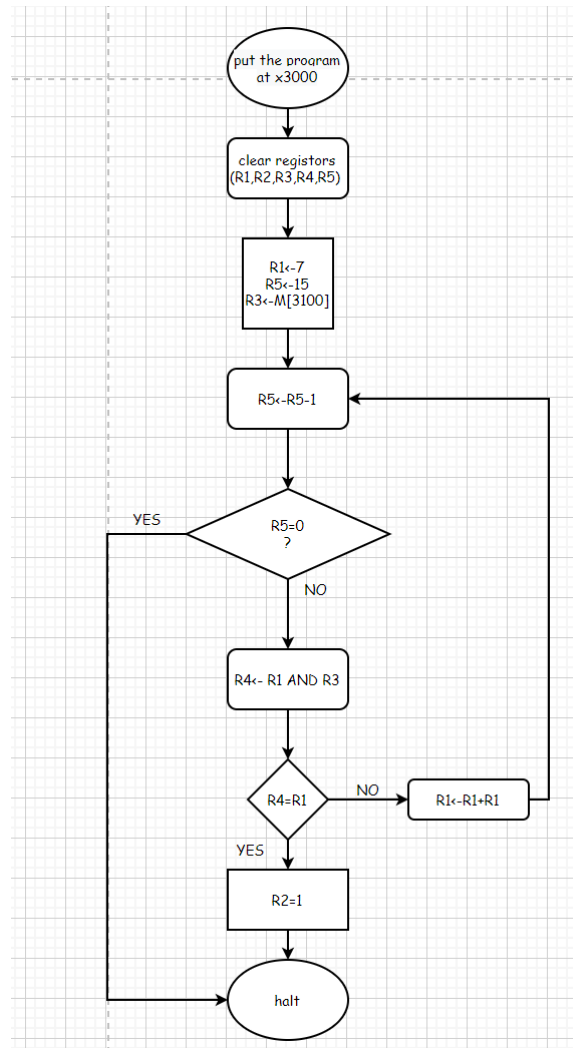 put the program
at x3000
clear registors
(R1,R2,R3,R4,R5)
R1<-7
R5<-15
R3<-M[3100]
R5<-R5-1
YES
R5=0
?
NO
R4<- R1 AND R3
R4=R1
NO
R1<-R1+R1
YES
R2=1
halt